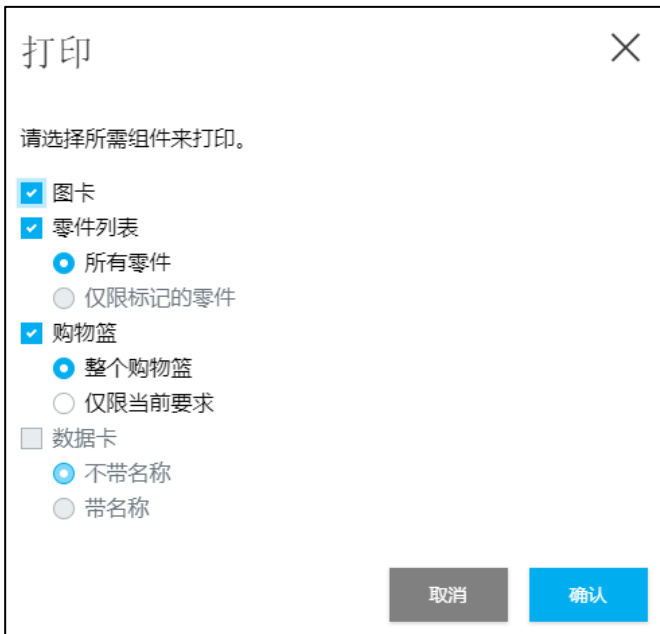 打印
请选择所需组件来打印。
图卡
零件列表
所有零件
仅限标记的零件
购物篮
整个购物篮
仅限当前要求
数据卡
不带名称
带名称
取消 确认